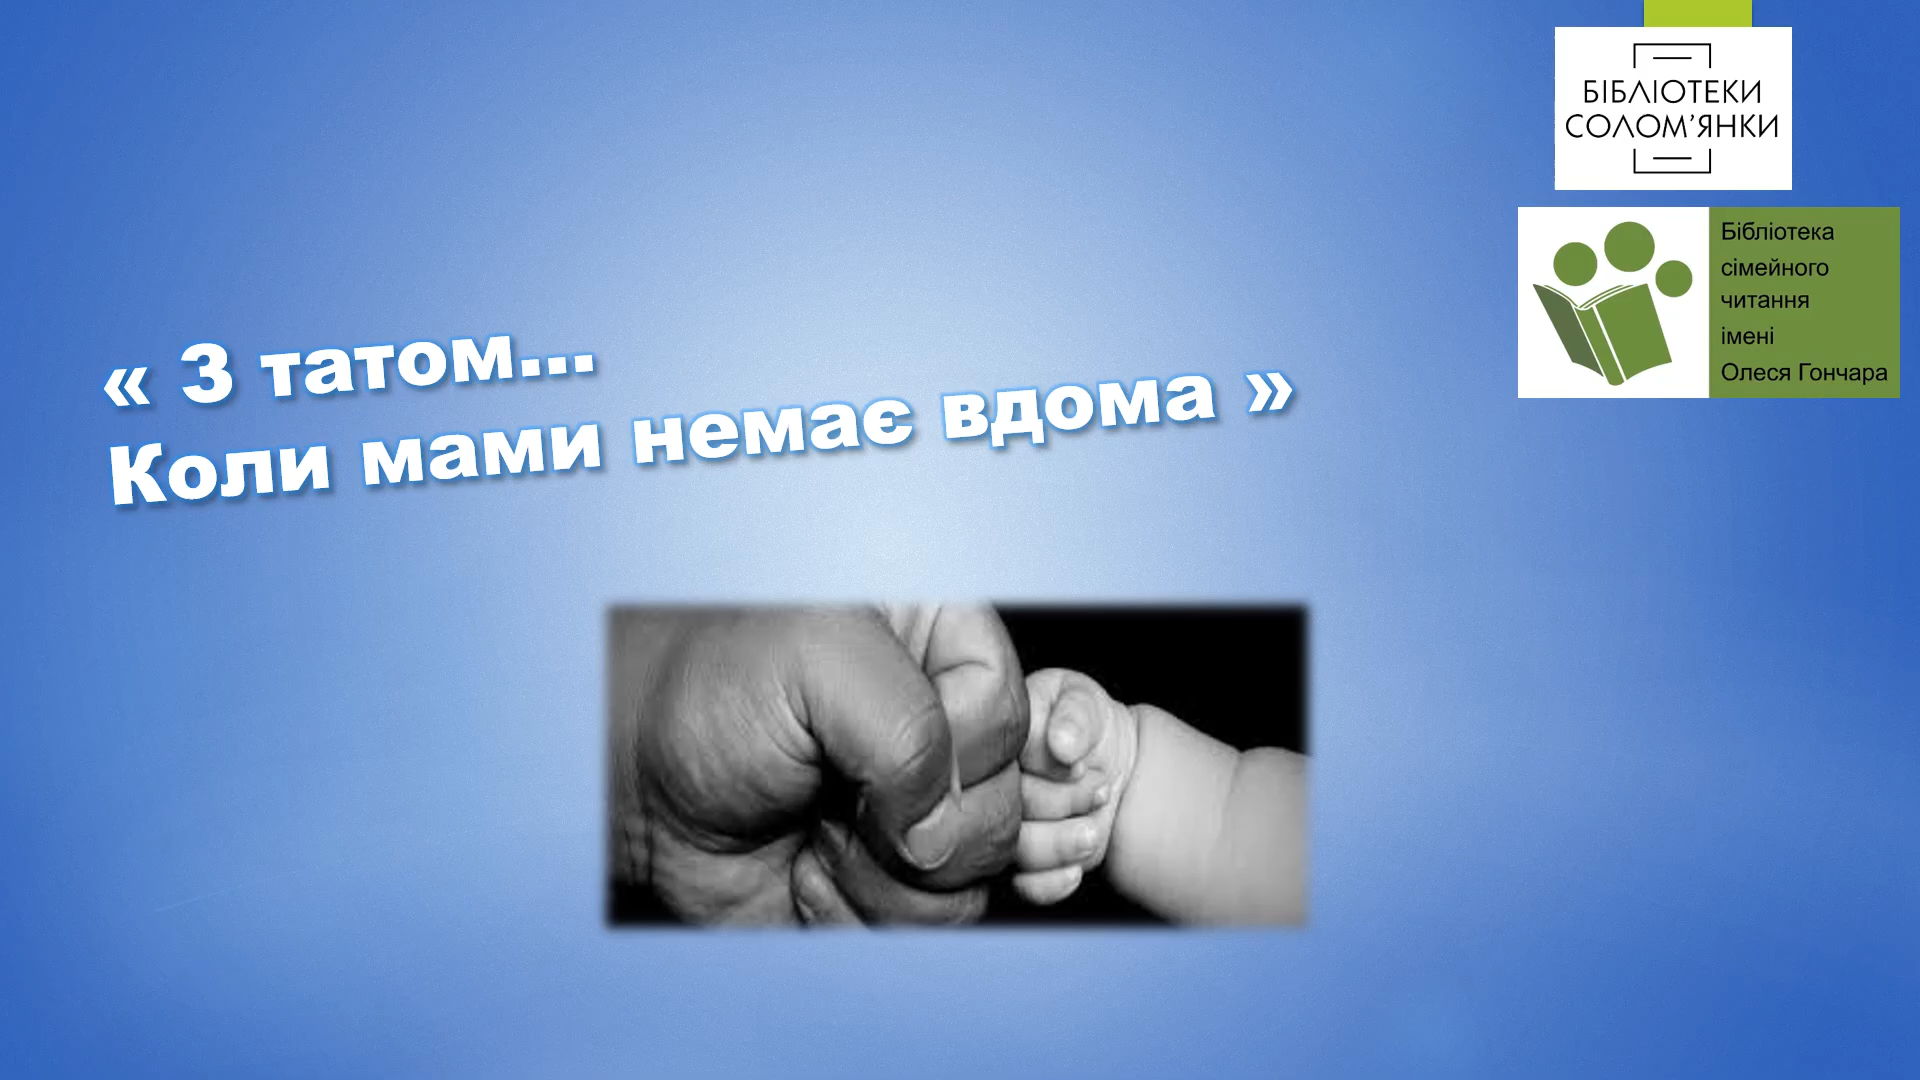 « З татом...
Коли мами немає вдома »
БІБЛІОТЕКИ
СОЛОМ’ЯНКИ
Бібліотека
сімейного
читання
імені
Олеся Гончара